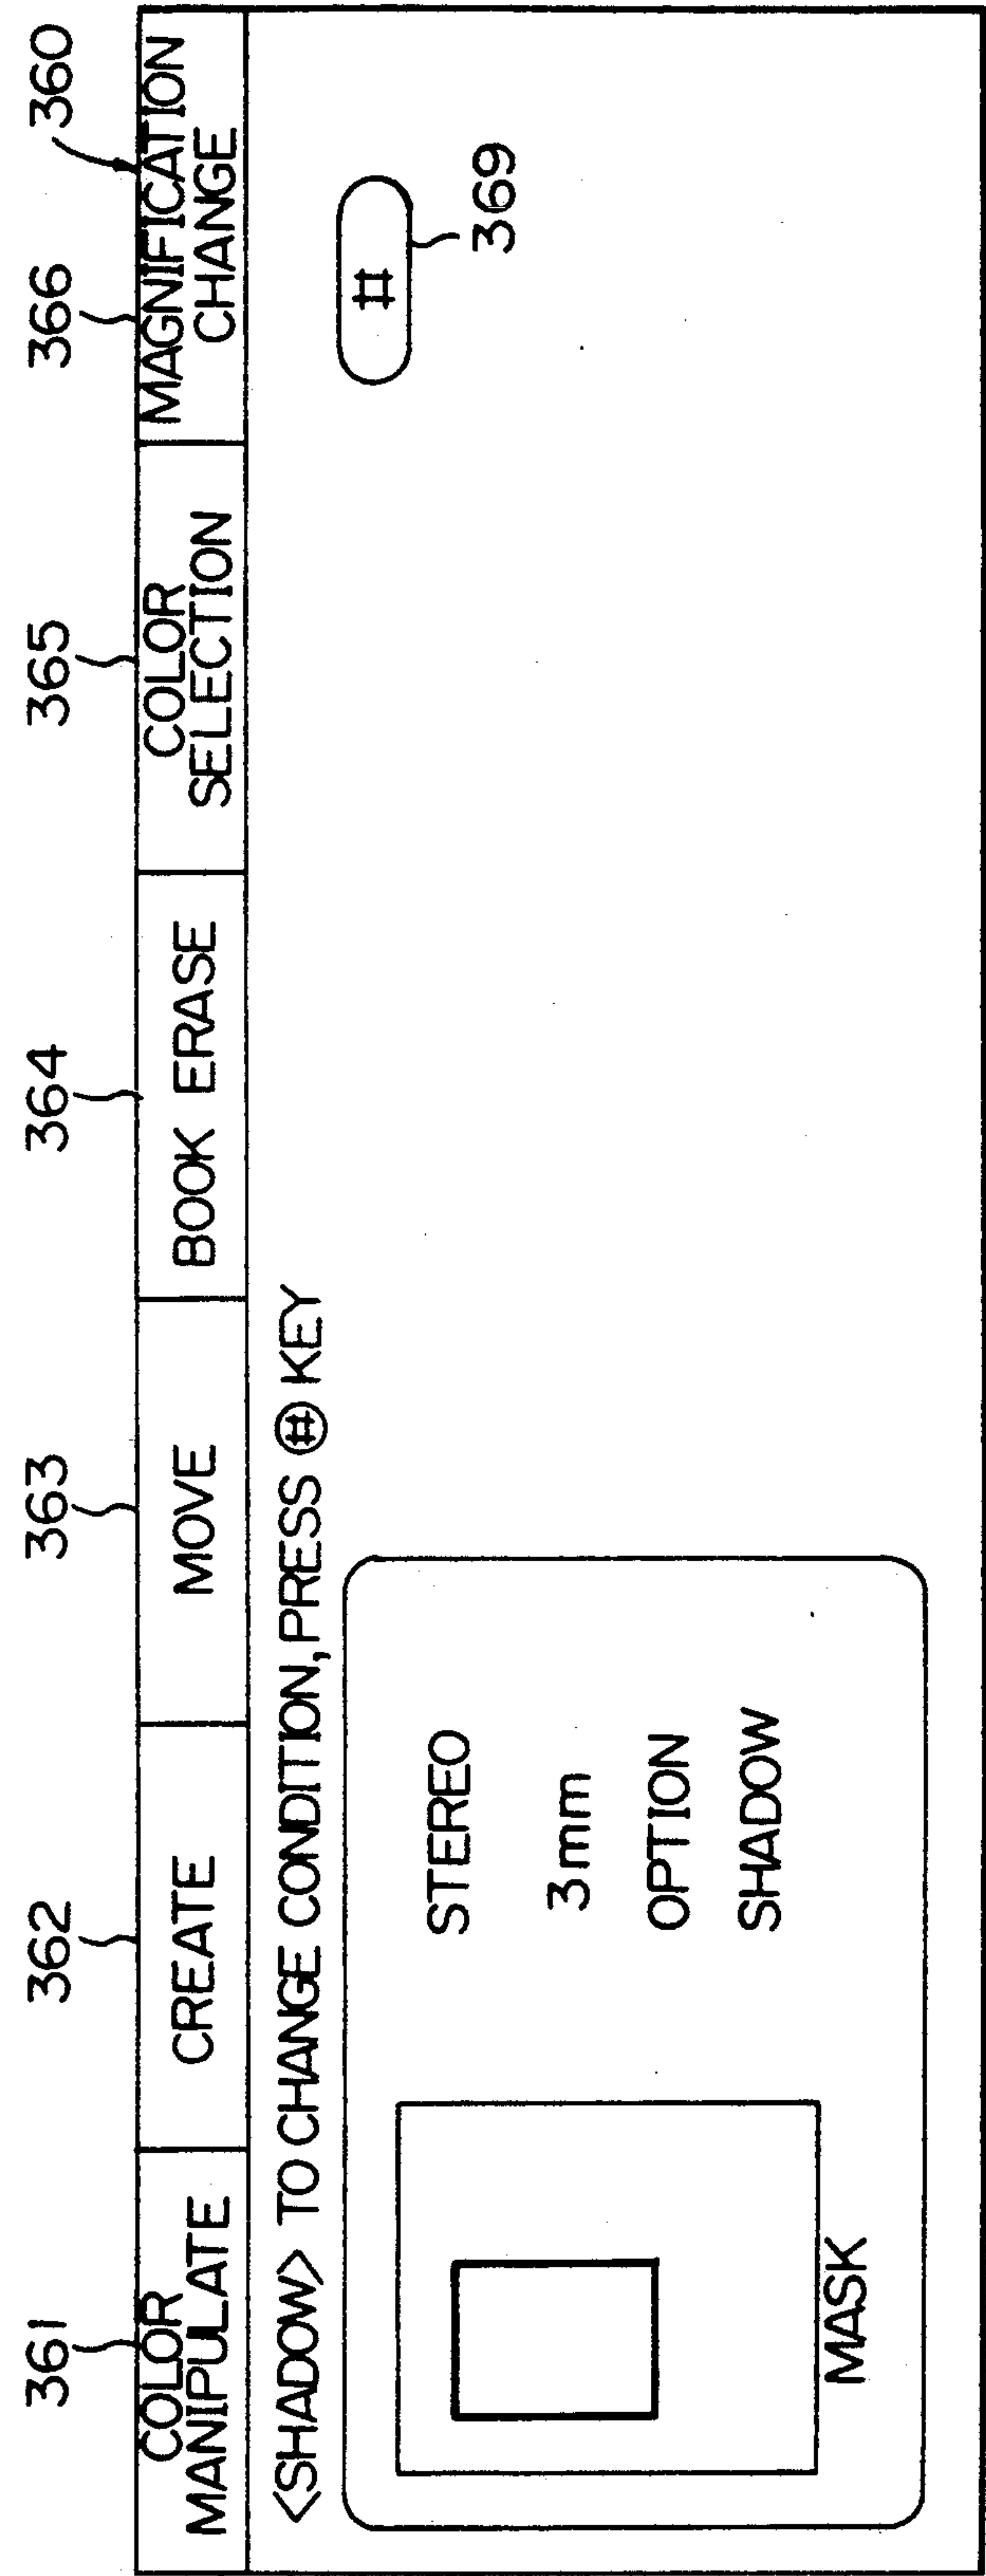 361
362
363
364
365
366
360
COLOR
MANIPULATE
CREATE
MOVE
BOOK ERASE
COLOR
SELECTION
MAGNIFICATION
CHANGE
<SHADOW> TO CHANGE CONDITION, PRESS # KEY
#
369
STEREO
3mm
OPTION
SHADOW
MASK